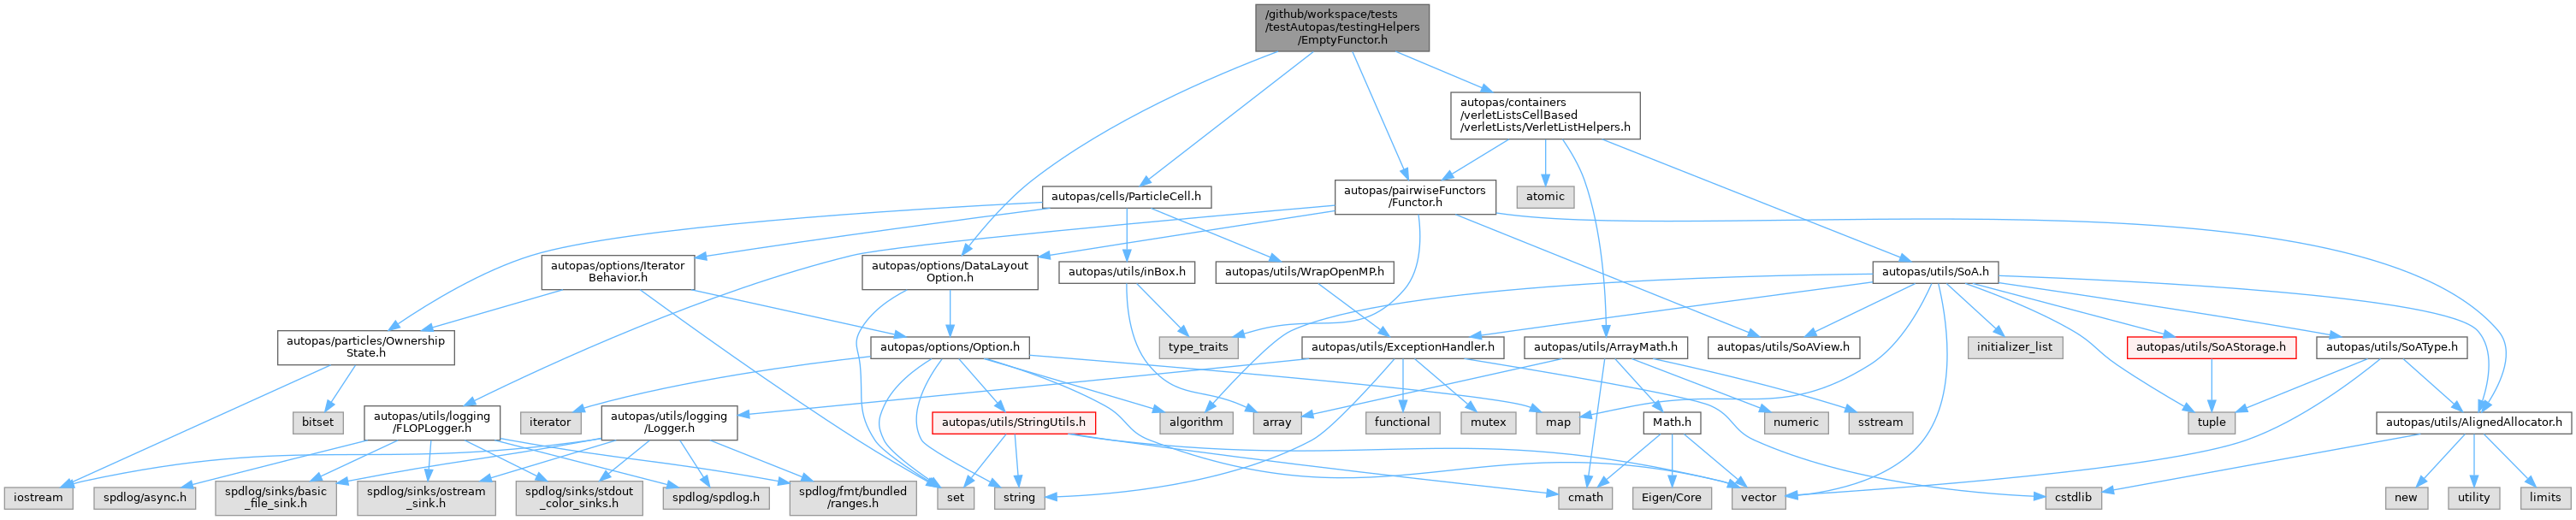 /github/workspace/tests
/testAutopas/testingHelpers
/EmptyFunctor.h
autopas/containers
/verletListsCellBased
/verletLists/VerletListHelpers.h
autopas/cells/ParticleCell.h
autopas/pairwiseFunctors
/Functor.h
atomic
autopas/options/Iterator
Behavior.h
autopas/options/DataLayout
Option.h
autopas/utils/inBox.h
autopas/utils/WrapOpenMP.h
autopas/utils/SoA.h
autopas/particles/Ownership
State.h
autopas/options/Option.h
type_traits
autopas/utils/ExceptionHandler.h
autopas/utils/ArrayMath.h
autopas/utils/SoAView.h
initializer_list
autopas/utils/SoAStorage.h
autopas/utils/SoAType.h
bitset
autopas/utils/logging
/FLOPLogger.h
iterator
autopas/utils/logging
/Logger.h
autopas/utils/StringUtils.h
algorithm
array
functional
mutex
map
Math.h
numeric
sstream
tuple
autopas/utils/AlignedAllocator.h
iostream
spdlog/async.h
spdlog/sinks/basic
_file_sink.h
spdlog/sinks/ostream
_sink.h
spdlog/sinks/stdout
_color_sinks.h
spdlog/spdlog.h
spdlog/fmt/bundled
/ranges.h
set
string
cmath
Eigen/Core
vector
cstdlib
new
utility
limits